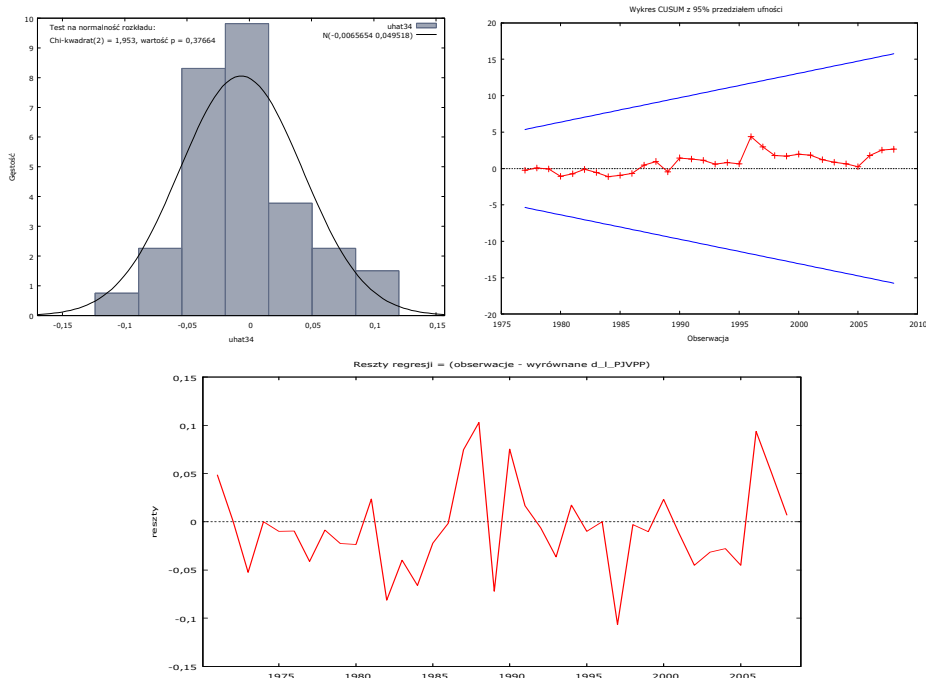 Test na normalność rozkładu:
Chi-kwadrat(2) = 1,953, wartość p = 0,37664
uhat34
N(-0,0065654 0,049518)
Gęstość
10
9
8
7
6
5
4
3
2
1
0
-0,15 -0,1 -0,05 0 0,05 0,1 0,15
uhat34
Wykres CUSUM z 95% przedziałem ufności
20
15
10
5
0
-5
-10
-15
-20
1975 1980 1985 1990 1995 2000 2005 2010
Obserwacja
Reszty regresji = (obserwacje - wyrównane d_l_PJVPP)
reszty
0,15
0,1
0,05
0
-0,05
-0,1
-0,15
1975 1980 1985 1990 1995 2000 2005